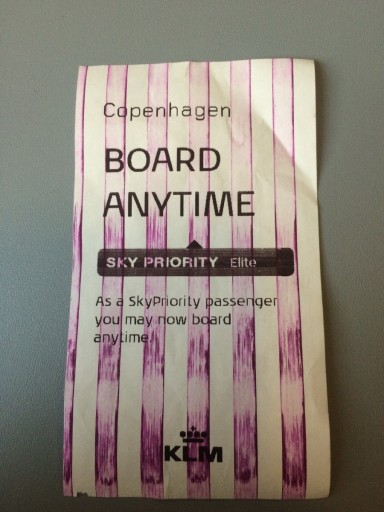 Copenhagen
BOARD
ANYTIME
SKY PRIORITY Elite
As a SkyPriority passenger
you may now board
anytime.
KLM